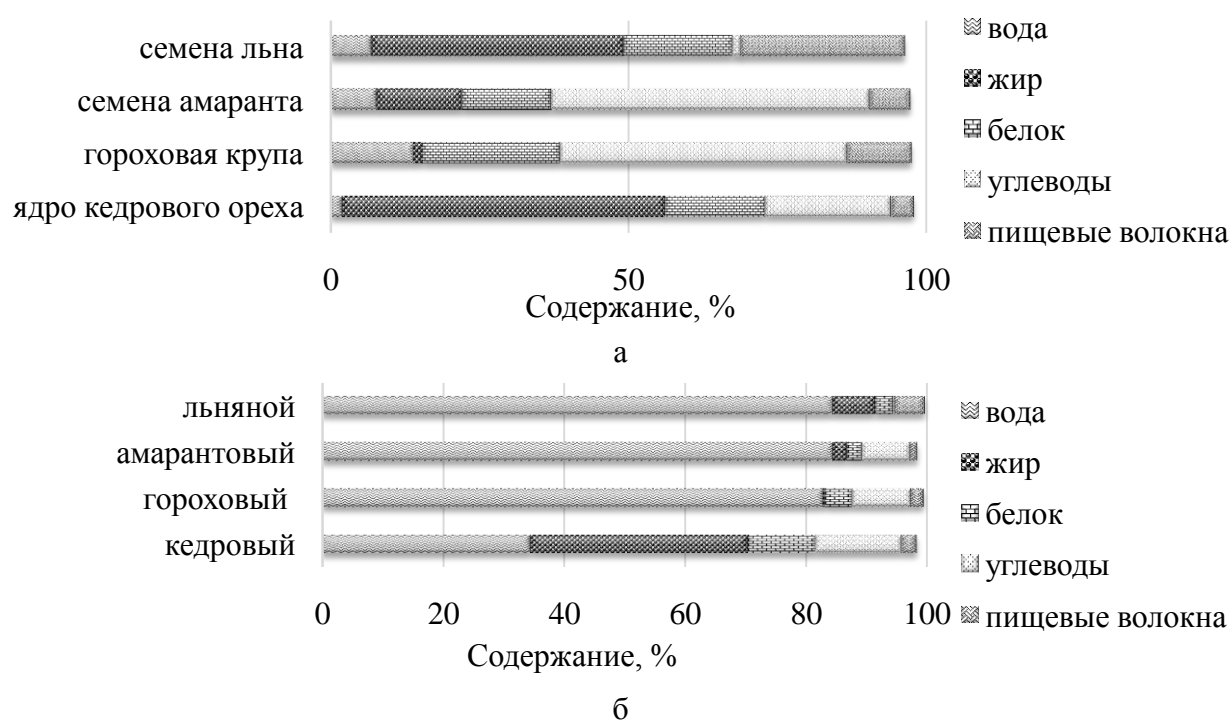 семена льна
семена амаранта
гороховая крупа
ядро кедрового ореха
0 50 100
Содержание, %
вода
жир
белок
углеводы
пищевые волокна
а
льняной
амарантовый
гороховый
кедровый
0 20 40 60 80 100
Содержание, %
вода
жир
белок
углеводы
пищевые волокна
б